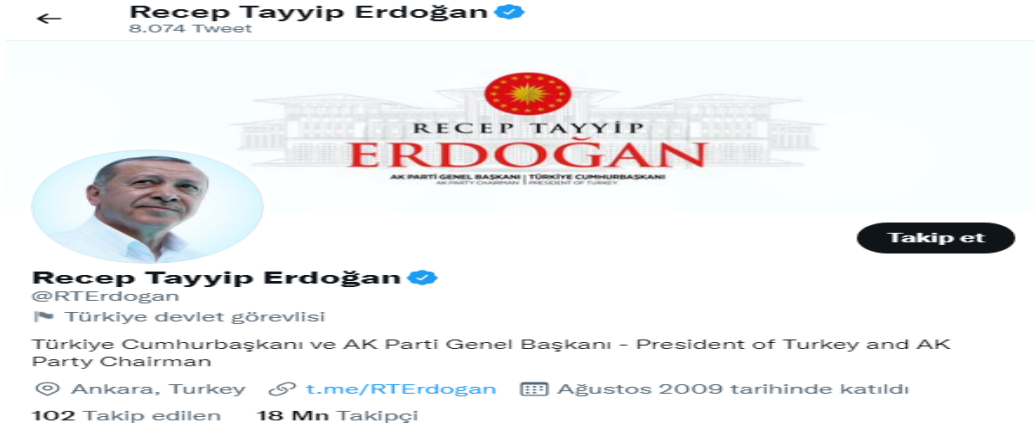 Recep Tayyip Erdoğan
8.074 Tweet
RECEP TAYYİP
ERDOĞAN
AK PARTİ GENEL BAŞKANI | TÜRKİYE CUMHURBAŞKANI
AK PARTY CHAIRMAN | PRESIDENT OF TURKEY
Takip et
Recep Tayyip Erdoğan
@RTErdogan
Türkiye devlet görevlisi
Türkiye Cumhurbaşkanı ve AK Parti Genel Başkanı - President of Turkey and AK
Party Chairman
Ankara, Turkey t.me/RTErdogan Ağustos 2009 tarihinde katıldı
102 Takip edilen 18 Mn Takipçi